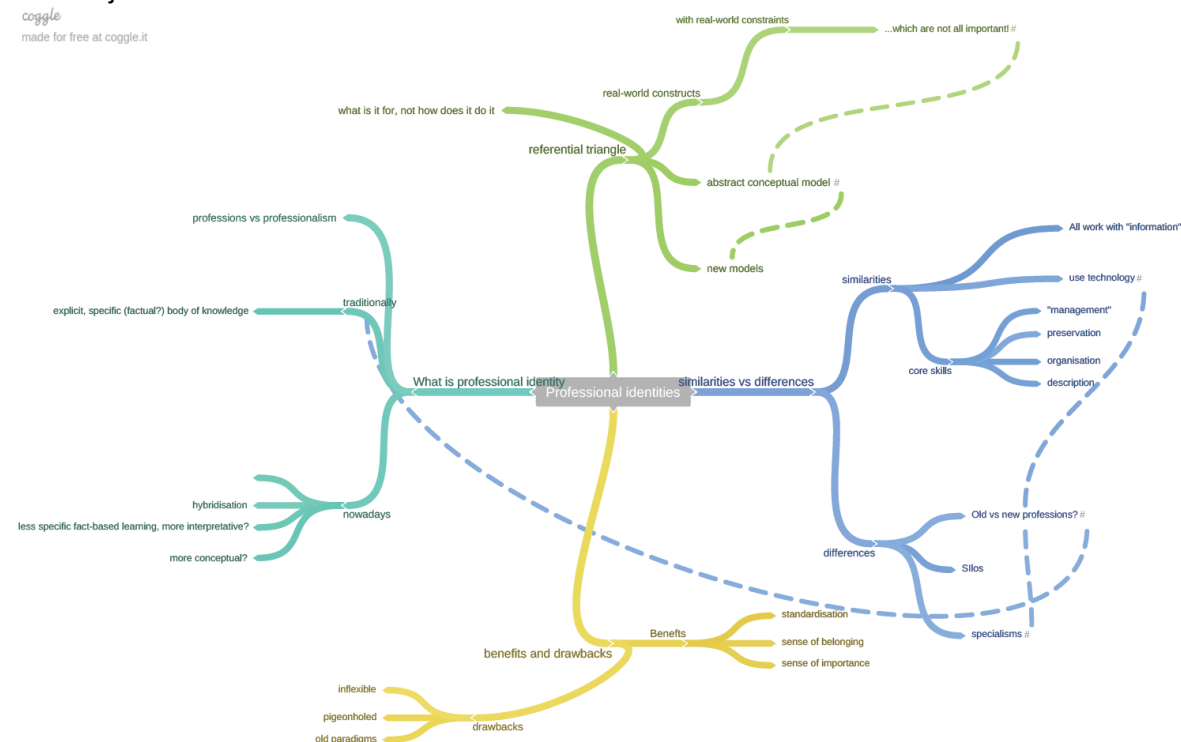 coggle
made for free at coggle.it
with real-world constraints
...which are not all important! #
real-world constructs
what is it for, not how does it do it
referential triangle
abstract conceptual model #
new models
professions vs professionalism
traditionally
explicit, specific (factual?) body of knowledge
What is professional identity
nowadays
hybridisation
less specific fact-based learning, more interpretative?
more conceptual?
Professional identities
similarities vs differences
similarities
All work with "information"
use technology #
core skills
"management"
preservation
organisation
description
differences
Old vs new professions? #
SIlos
specialisms #
benefits and drawbacks
Benefts
standardisation
sense of belonging
sense of importance
drawbacks
inflexible
pigeonholed
old paradigms